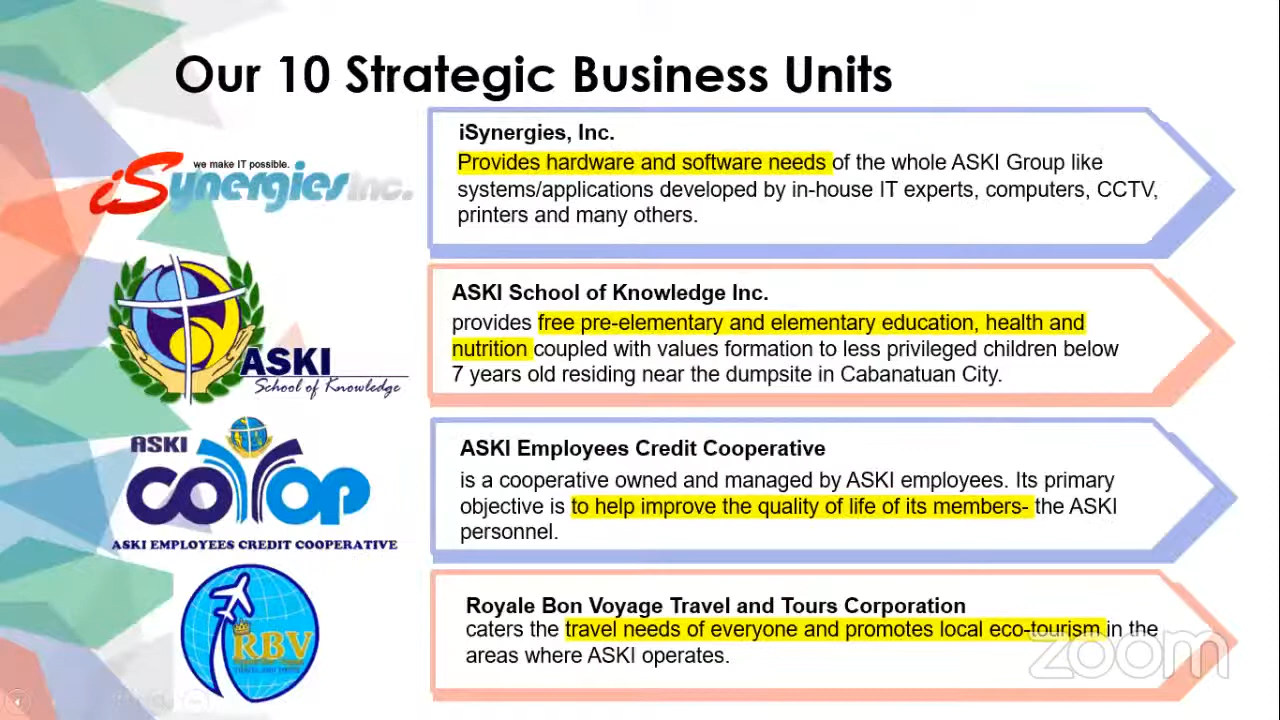 Our 10 Strategic Business Units
we make IT possible.
iSynergies Inc.
iSynergies, Inc.
Provides hardware and software needs of the whole ASKI Group like
systems/applications developed by in-house IT experts, computers, CCTV,
printers and many others.
ASKI
School of Knowledge
ASKI School of Knowledge Inc.
provides free pre-elementary and elementary education, health and
nutrition coupled with values formation to less privileged children below
7 years old residing near the dumpsite in Cabanatuan City.
ASKI
COOP
ASKI EMPLOYEES CREDIT COOPERATIVE
ASKI Employees Credit Cooperative
is a cooperative owned and managed by ASKI employees. Its primary
objective is to help improve the quality of life of its members- the ASKI
personnel.
RBV
Royale Bon Voyage Travel and Tours Corporation
caters the travel needs of everyone and promotes local eco-tourism in the
areas where ASKI operates.
zoom